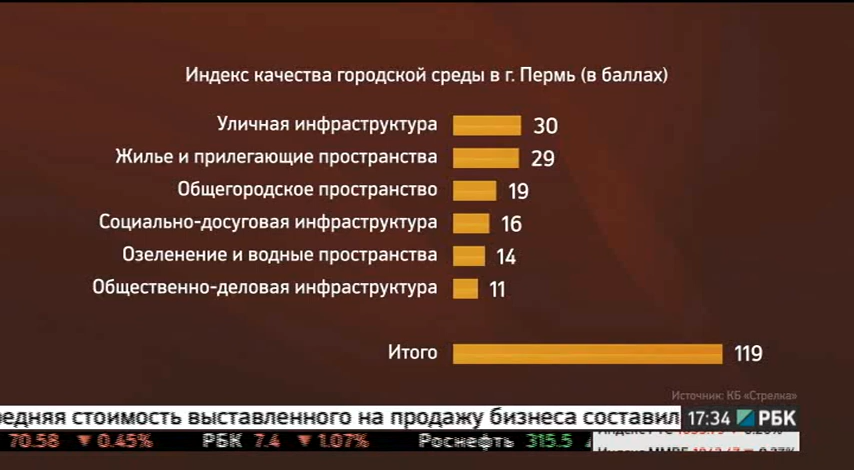 Индекс качества городской среды в г. Пермь (в баллах)
Уличная инфраструктура 30
Жилье и прилегающие пространства 29
Общегородское пространство 19
Социально-досуговая инфраструктура 16
Озеленение и водные пространства 14
Общественно-деловая инфраструктура 11
Итого 119
Источник: КБ «Стрелка»
редняя стоимость выставленного на продажу бизнеса составил 17:34 РБК
70.58 ▼ 0.45% РБК 7.4 ▼ 1.07% Роснефть 315.5